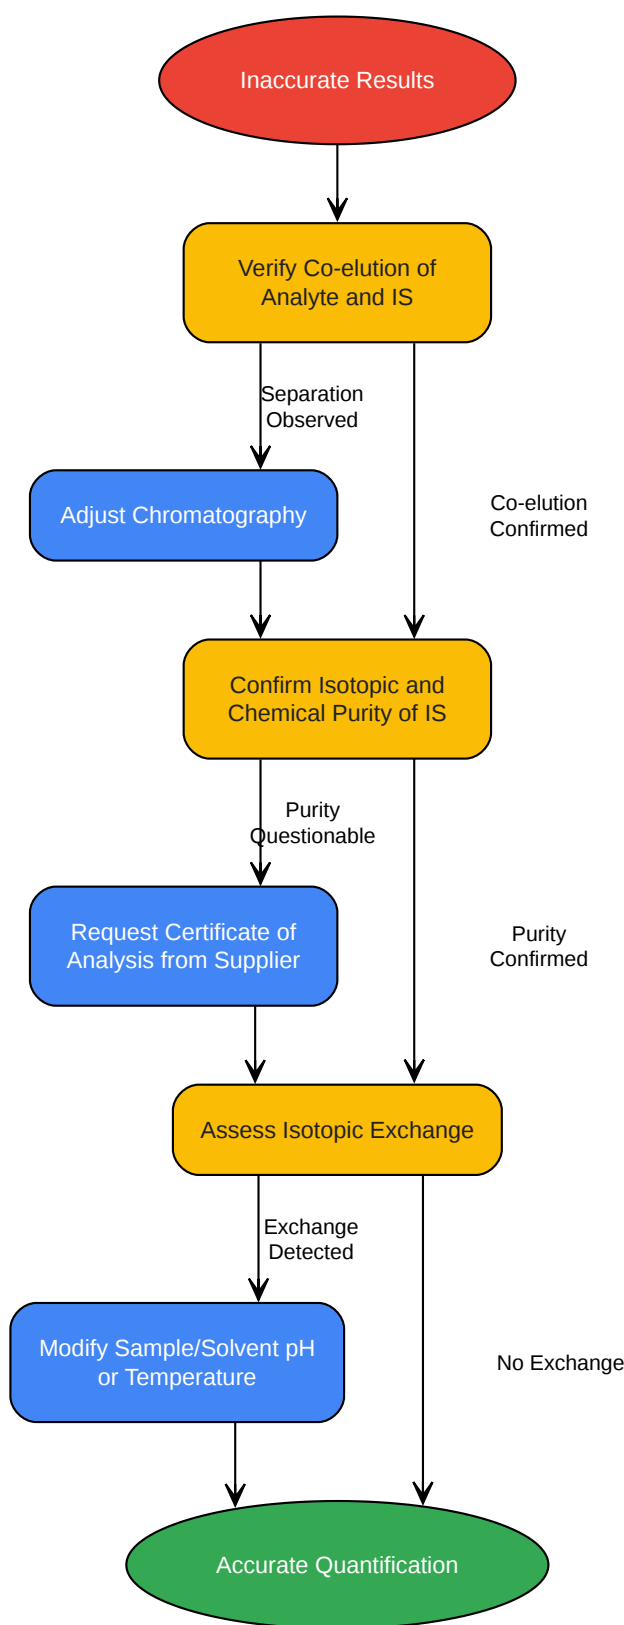 Inaccurate Results
Verify Co-elution of
Analyte and IS
Separation
Observed
Adjust Chromatography
Co-elution
Confirmed
Confirm Isotopic and
Chemical Purity of IS
Purity
Questionable
Request Certificate of
Analysis from Supplier
Purity
Confirmed
Assess Isotopic Exchange
Exchange
Detected
Modify Sample/Solvent pH
or Temperature
No Exchange
Accurate Quantification